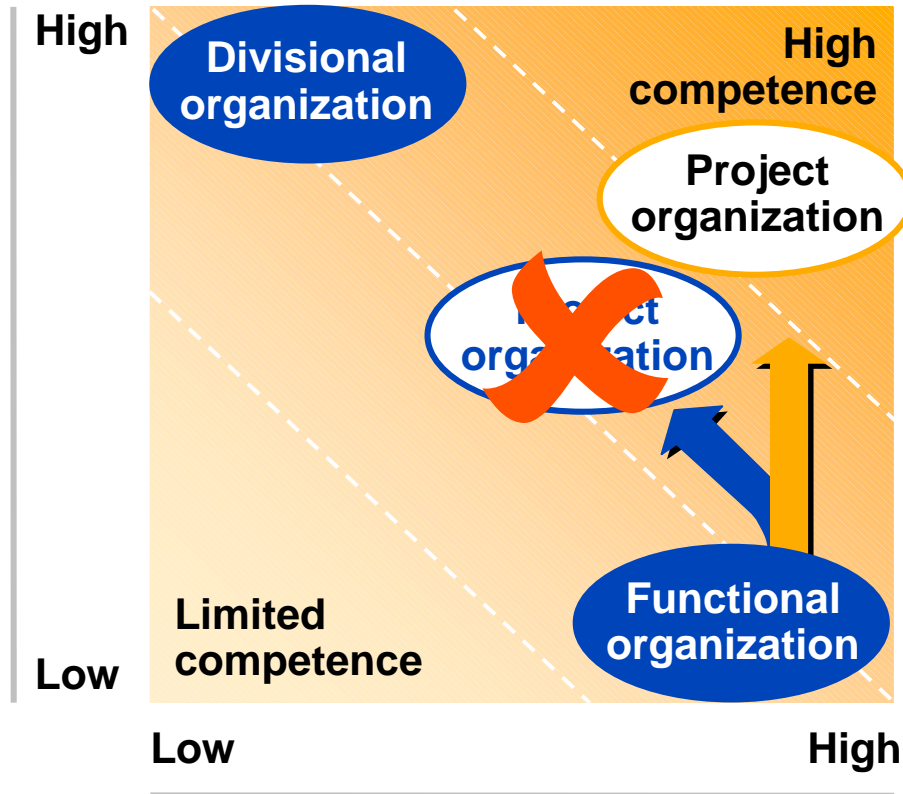 High
Divisional
organization
High
competence
Project
organization
Limited
competence
Functional
organization
Low
Low
High